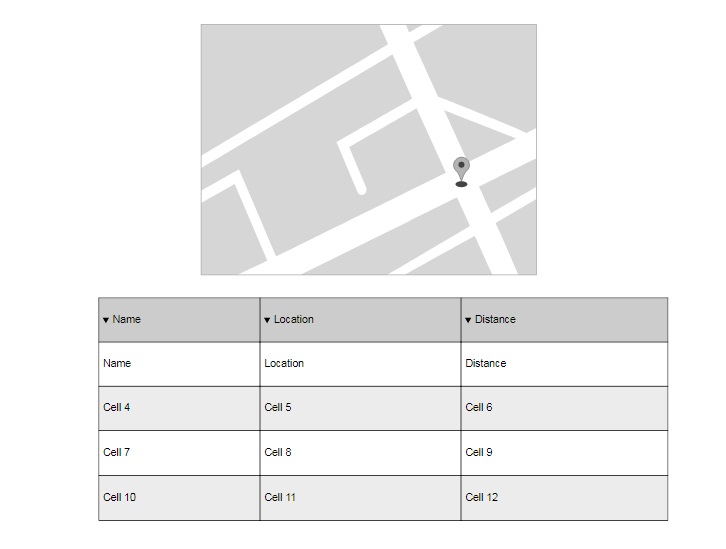 ▼ Name ▼ Location ▼ Distance
Name Location Distance
Cell 4 Cell 5 Cell 6
Cell 7 Cell 8 Cell 9
Cell 10 Cell 11 Cell 12